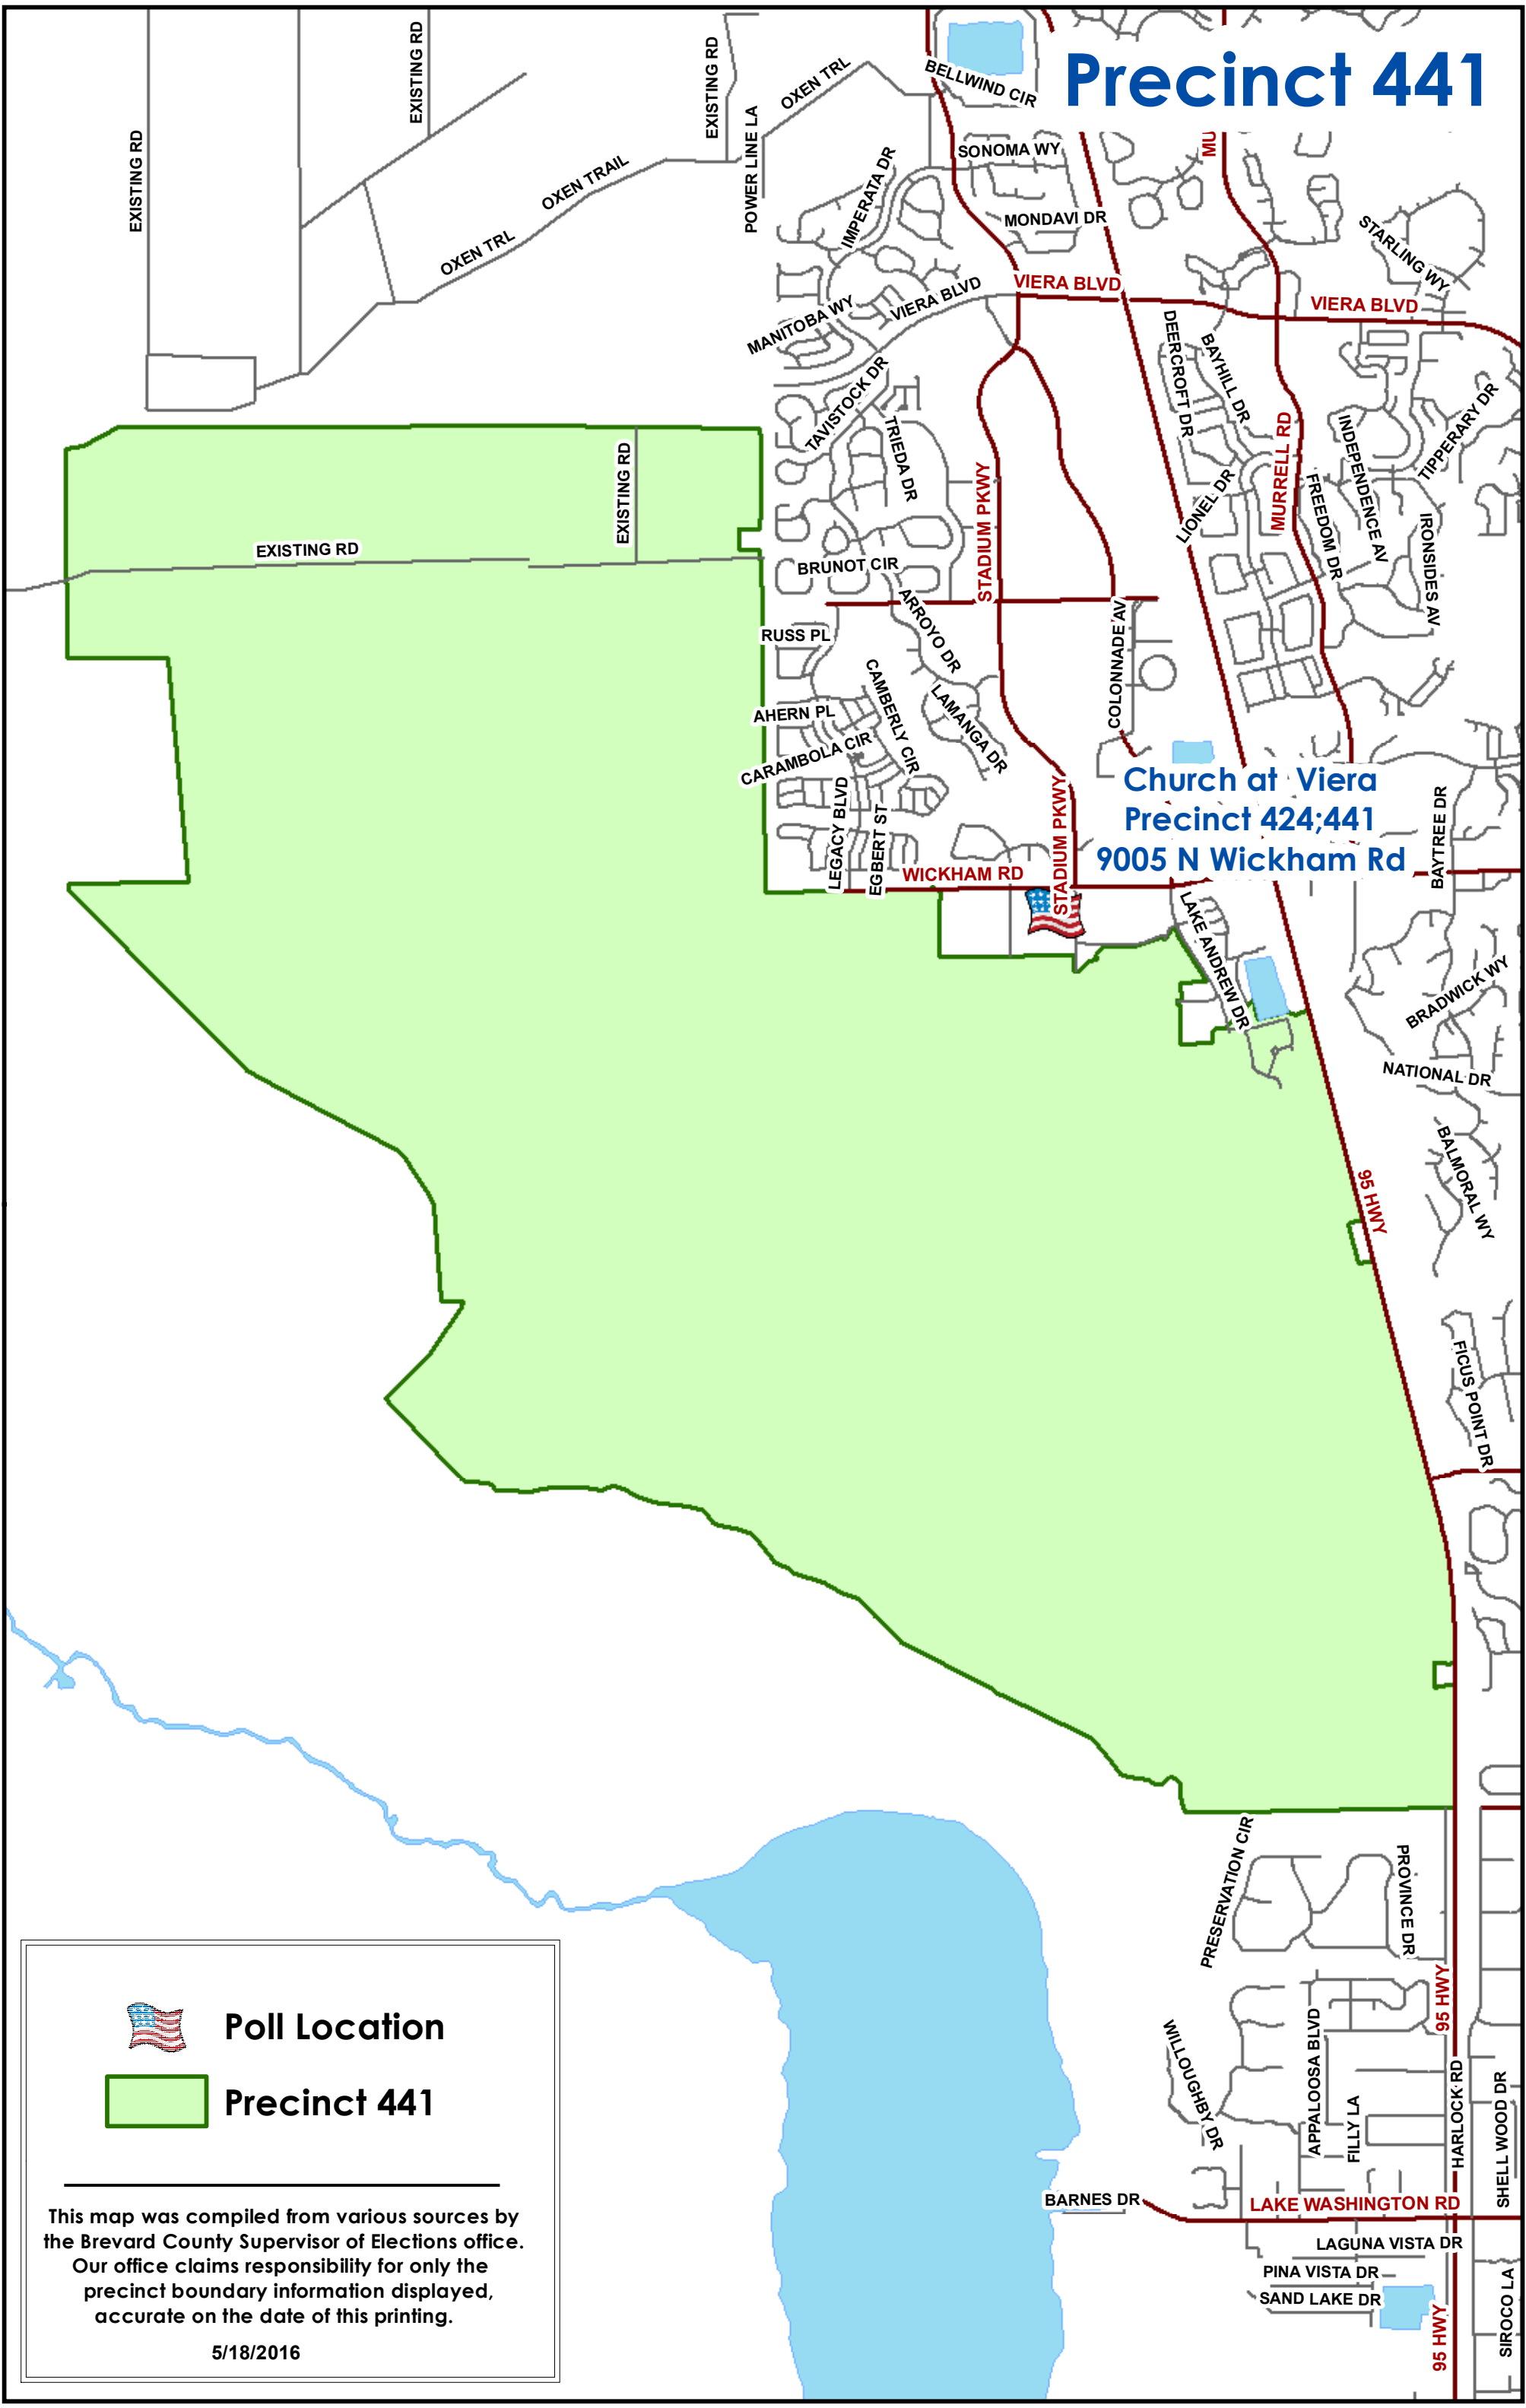 Precinct 441
EXISTING RD
EXISTING RD
EXISTING RD
POWER LINE LA
OXEN TRL
OXEN TRAIL
OXEN TRL
BELLWIND CIR
SONOMA WY
MONDAVI DR
IMPERATA DR
MU
STARLING WY
VIERA BLVD
VIERA BLVD
VIERA BLVD
MANITOBA WY
TAVISTOCK DR
TRIEDA DR
DEERCROFT DR
BAYHILL DR
MURRELL RD
LIONEL DR
INDEPENDENCE AV
TIPPERARY DR
FREEDOM DR
IRONSIDES AV
EXISTING RD
EXISTING RD
STADIUM PKWY
BRUNOT CIR
ARROYO DR
RUSS PL
COLONNADE AV
CAMBERLY CIR
LAMANGA DR
AHERN PL
CARAMBOLA CIR
LEGACY BLVD
EGBERT ST
STADIUM PKWY
WICKHAM RD
Church at Viera
Precinct 424;441
9005 N Wickham Rd
BAYTREE DR
LAKE ANDREW DR
BRADWICK WY
NATIONAL DR
BALMORAL WY
95 HWY
FICUS POINT DR
PRESERVATION CIR
PROVINCE DR
95 HWY
WILLOUGHBY DR
APPALOOSA BLVD
FILLY LA
HARLOCK RD
SHELL WOOD DR
BARNES DR
LAKE WASHINGTON RD
LAGUNA VISTA DR
PINA VISTA DR
SAND LAKE DR
95 HWY
SIROCO LA
Poll Location
Precinct 441
This map was compiled from various sources by
the Brevard County Supervisor of Elections office.
Our office claims responsibility for only the
precinct boundary information displayed,
accurate on the date of this printing.
5/18/2016